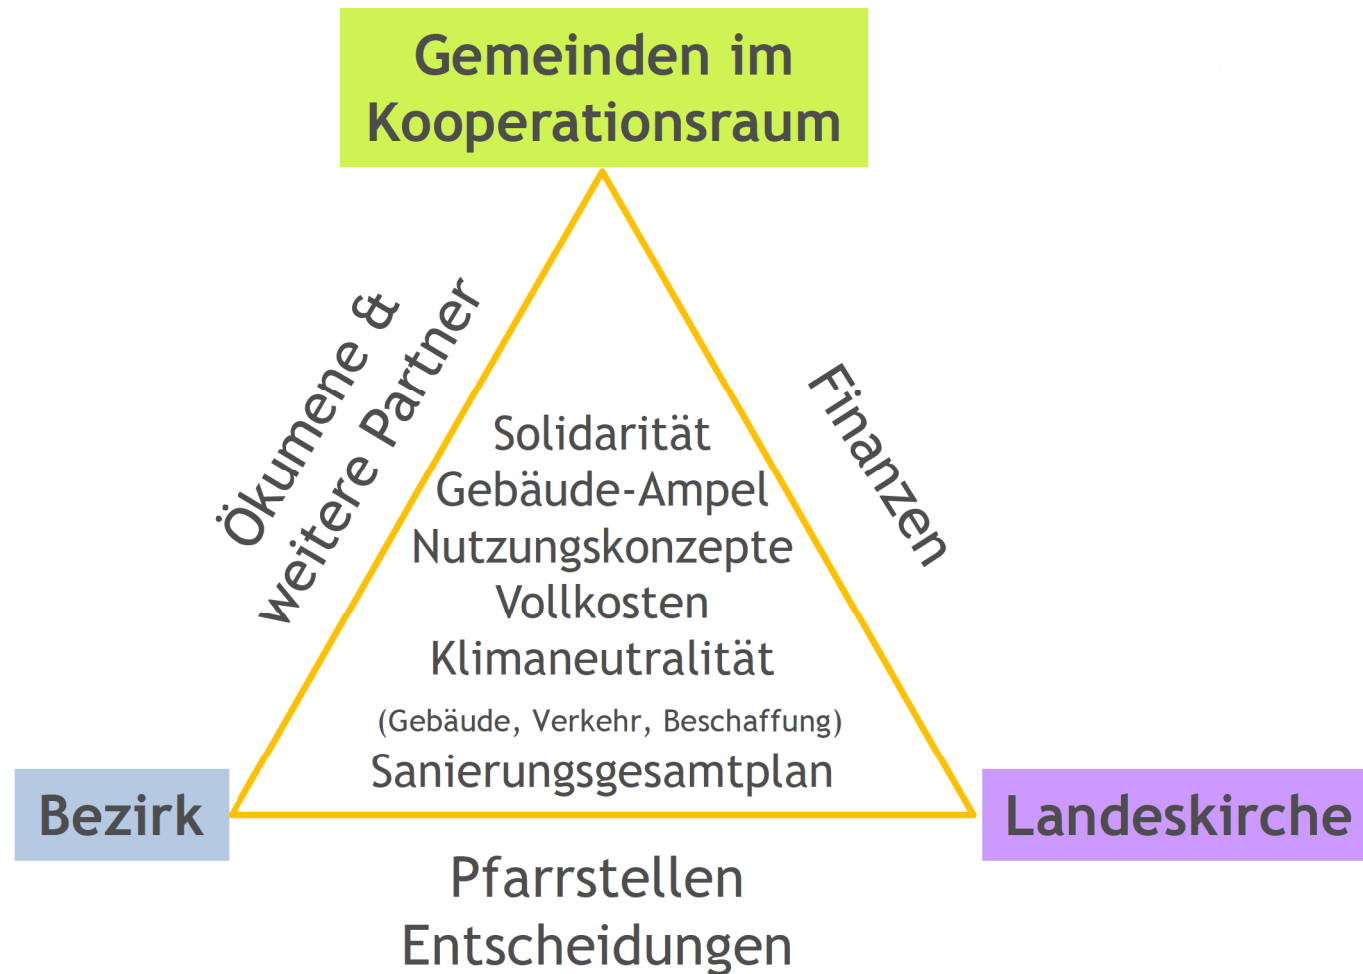 Gemeinden im
Kooperationsraum
Ökumene &
weitere Partner
Finanzen
Solidarität
Gebäude-Ampel
Nutzungskonzepte
Vollkosten
Klimaneutralität
(Gebäude, Verkehr, Beschaffung)
Sanierungsgesamtplan
Bezirk
Landeskirche
Pfarrstellen
Entscheidungen